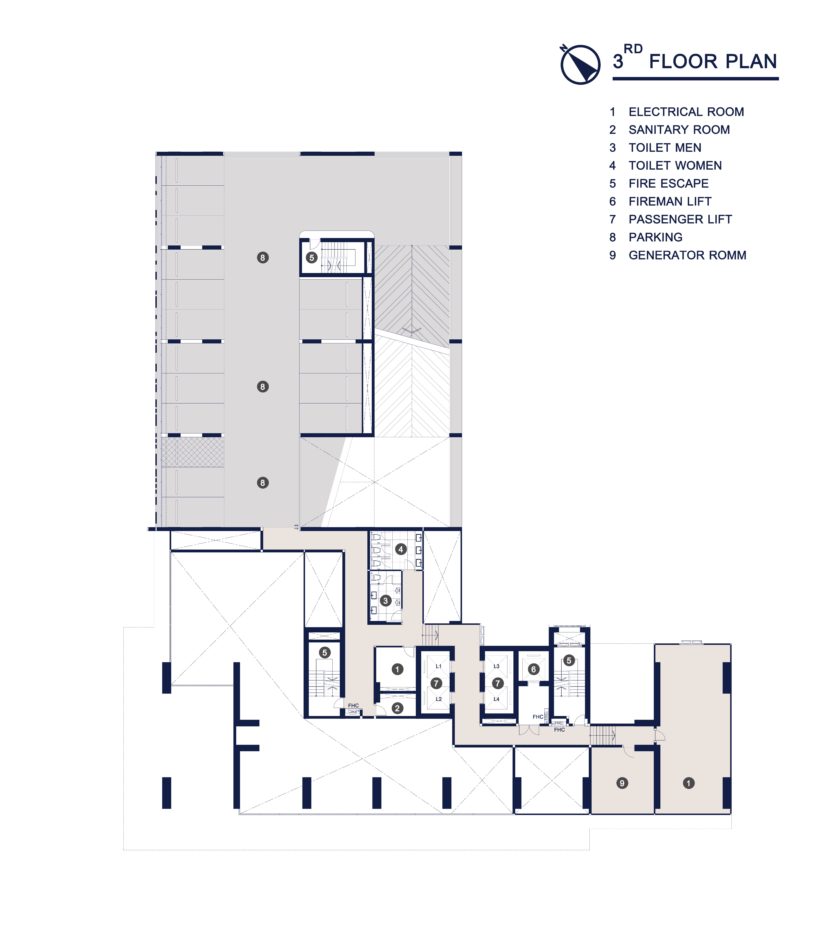 N
3RD FLOOR PLAN
1 ELECTRICAL ROOM
2 SANITARY ROOM
3 TOILET MEN
4 TOILET WOMEN
5 FIRE ESCAPE
6 FIREMAN LIFT
7 PASSENGER LIFT
8 PARKING
9 GENERATOR ROMM
8
5
8
8
4
3
5
1
L1
7
L2
L3
7
L4
6
5
2
FHC
FHC
FHC
FHC
9
1